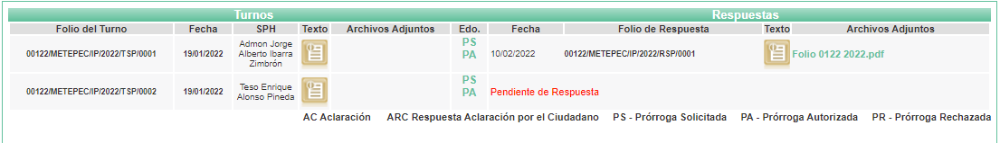 Turnos Respuestas
Folio del Turno Fecha SPH Texto Archivos Adjuntos Edo. Fecha Folio de Respuesta Texto Archivos Adjuntos
00122/METEPEC/IP/2022/TSP/0001 19/01/2022 Admon Jorge Alberto Ibarra Zimbrón PS PA 10/02/2022 00122/METEPEC/IP/2022/RSP/0001 Folio 0122 2022.pdf
00122/METEPEC/IP/2022/TSP/0002 19/01/2022 Teso Enrique Alonso Pineda PS PA Pendiente de Respuesta
AC Aclaración ARC Respuesta Aclaración por el Ciudadano PS - Prórroga Solicitada PA - Prórroga Autorizada PR - Prórroga Rechazada